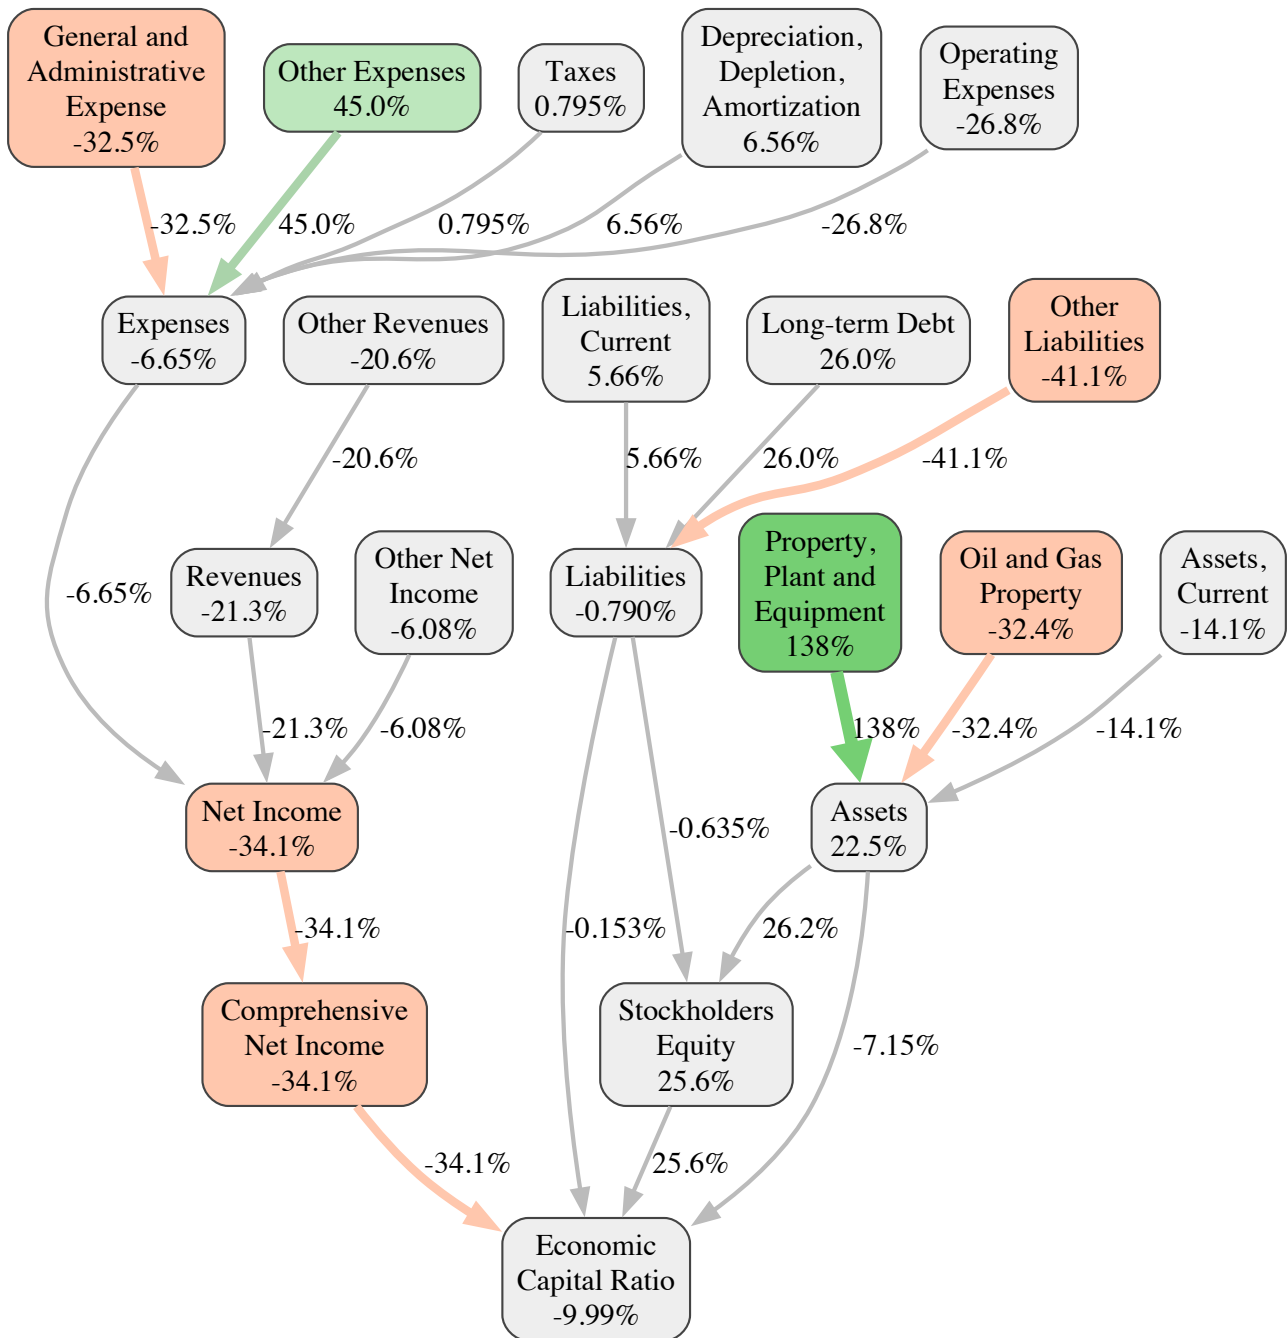 General and
Administrative
Expense
-32.5%
Other Expenses
45.0%
Taxes
0.795%
Depreciation,
Depletion,
Amortization
6.56%
Operating
Expenses
-26.8%
-32.5%
45.0%
0.795%
6.56%
-26.8%
Expenses
-6.65%
Other Revenues
-20.6%
Liabilities,
Current
5.66%
Long-term Debt
26.0%
Other
Liabilities
-41.1%
-20.6%
5.66%
26.0%
-41.1%
-6.65%
Revenues
-21.3%
Other Net
Income
-6.08%
Liabilities
-0.790%
Property,
Plant and
Equipment
138%
Oil and Gas
Property
-32.4%
Assets,
Current
-14.1%
-21.3%
-6.08%
138%
-32.4%
-14.1%
Net Income
-34.1%
-0.635%
Assets
22.5%
-34.1%
-0.153%
26.2%
Comprehensive
Net Income
-34.1%
Stockholders
Equity
25.6%
-7.15%
-34.1%
25.6%
Economic
Capital Ratio
-9.99%